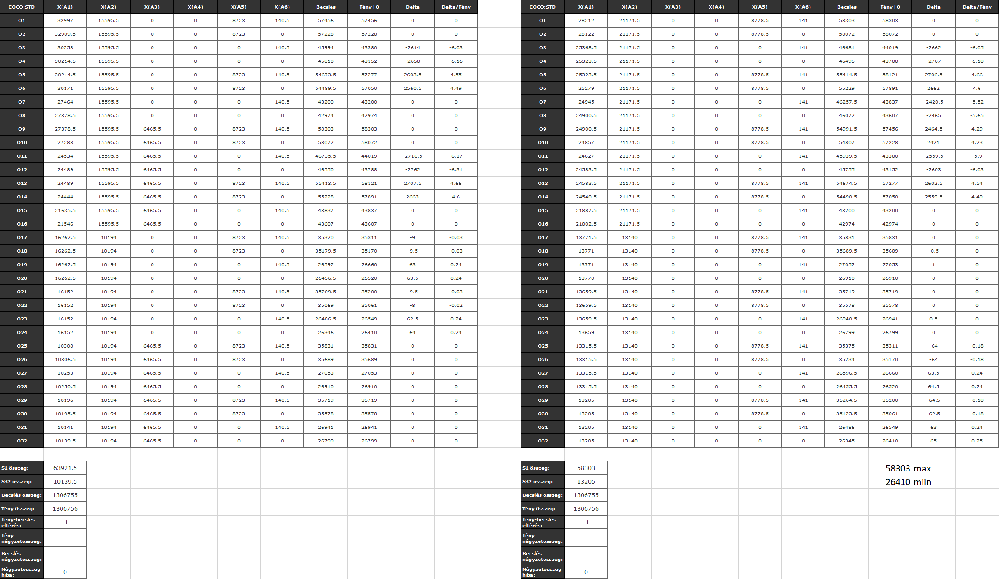 COCO:STD X(A1) X(A2) X(A3) X(A4) X(A5) X(A6) Becslés Tény+0 Delta Delta/Tény COCO:STD X(A1) X(A2) X(A3) X(A4) X(A5) X(A6) Becslés Tény+0 Delta Delta/Tény
O1 32997 15595.5 0 0 8723 140.5 57456 57456 0 0 O1 28212 21171.5 0 0 8778.5 141 58303 58303 0 0
O2 32909.5 15595.5 0 0 8723 0 57228 57228 0 0 O2 28122 21171.5 0 0 8778.5 0 58072 58072 0 0
O3 30258 15595.5 0 0 0 140.5 45994 43380 -2614 -6.03 O3 25368.5 21171.5 0 0 0 141 46681 44019 -2662 -6.05
O4 30214.5 15595.5 0 0 0 0 45810 43152 -2658 -6.16 O4 25323.5 21171.5 0 0 0 0 46495 43788 -2707 -6.18
O5 30214.5 15595.5 0 0 8723 140.5 54673.5 57277 2603.5 4.55 O5 25323.5 21171.5 0 0 8778.5 141 55414.5 58121 2706.5 4.66
O6 30171 15595.5 0 0 8723 0 54489.5 57050 2560.5 4.49 O6 25279 21171.5 0 0 8778.5 0 55229 57891 2662 4.6
O7 27464 15595.5 0 0 0 140.5 43200 43200 0 0 O7 24945 21171.5 0 0 0 141 46257.5 43837 -2420.5 -5.52
O8 27378.5 15595.5 0 0 0 0 42974 42974 0 0 O8 24900.5 21171.5 0 0 0 0 46072 43607 -2465 -5.65
O9 27378.5 15595.5 6465.5 0 8723 140.5 58303 58303 0 0 O9 24900.5 21171.5 0 0 8778.5 141 54991.5 57456 2464.5 4.29
O10 27288 15595.5 6465.5 0 8723 0 58072 58072 0 0 O10 24857 21171.5 0 0 8778.5 0 54807 57228 2421 4.23
O11 24534 15595.5 6465.5 0 0 140.5 46735.5 44019 -2716.5 -6.17 O11 24627 21171.5 0 0 0 141 45939.5 43380 -2559.5 -5.9
O12 24489 15595.5 6465.5 0 0 0 46550 43788 -2762 -6.31 O12 24583.5 21171.5 0 0 0 0 45755 43152 -2603 -6.03
O13 24489 15595.5 6465.5 0 8723 140.5 55413.5 58121 2707.5 4.66 O13 24583.5 21171.5 0 0 8778.5 141 54674.5 57277 2602.5 4.54
O14 24444 15595.5 6465.5 0 8723 0 55228 57891 2663 4.6 O14 24540.5 21171.5 0 0 8778.5 0 54490.5 57050 2559.5 4.49
O15 21635.5 15595.5 6465.5 0 0 140.5 43837 43837 0 0 O15 21887.5 21171.5 0 0 0 141 43200 43200 0 0
O16 21546 15595.5 6465.5 0 0 0 43607 43607 0 0 O16 21802.5 21171.5 0 0 0 0 42974 42974 0 0
O17 16262.5 10194 0 0 8723 140.5 35320 35311 -9 -0.03 O17 13771.5 13140 0 0 8778.5 141 35831 35831 0 0
O18 16262.5 10194 0 0 8723 0 35179.5 35170 -9.5 -0.03 O18 13771 13140 0 0 8778.5 0 35689.5 35689 -0.5 0
O19 16262.5 10194 0 0 0 140.5 26597 26660 63 0.24 O19 13771 13140 0 0 0 141 27052 27053 1 0
O20 16262.5 10194 0 0 0 0 26456.5 26520 63.5 0.24 O20 13770 13140 0 0 0 0 26910 26910 0 0
O21 16152 10194 0 0 8723 140.5 35209.5 35200 -9.5 -0.03 O21 13659.5 13140 0 0 8778.5 141 35719 35719 0 0
O22 16152 10194 0 0 8723 0 35069 35061 -8 -0.02 O22 13659.5 13140 0 0 8778.5 0 35578 35578 0 0
O23 16152 10194 0 0 0 140.5 26486.5 26549 62.5 0.24 O23 13659.5 13140 0 0 0 141 26940.5 26941 0.5 0
O24 16152 10194 0 0 0 0 26346 26410 64 0.24 O24 13659 13140 0 0 0 0 26799 26799 0 0
O25 10308 10194 6465.5 0 8723 140.5 35831 35831 0 0 O25 13315.5 13140 0 0 8778.5 141 35375 35311 -64 -0.18
O26 10306.5 10194 6465.5 0 8723 0 35689 35689 0 0 O26 13315.5 13140 0 0 8778.5 0 35234 35170 -64 -0.18
O27 10253 10194 6465.5 0 0 140.5 27053 27053 0 0 O27 13315.5 13140 0 0 0 141 26596.5 26660 63.5 0.24
O28 10250.5 10194 6465.5 0 0 0 26910 26910 0 0 O28 13315.5 13140 0 0 0 0 26455.5 26520 64.5 0.24
O29 10196 10194 6465.5 0 8723 140.5 35719 35719 0 0 O29 13205 13140 0 0 8778.5 141 35264.5 35200 -64.5 -0.18
O30 10195.5 10194 6465.5 0 8723 0 35578 35578 0 0 O30 13205 13140 0 0 8778.5 0 35123.5 35061 -62.5 -0.18
O31 10141 10194 6465.5 0 0 140.5 26941 26941 0 0 O31 13205 13140 0 0 0 141 26486 26549 63 0.24
O32 10139.5 10194 6465.5 0 0 0 26799 26799 0 0 O32 13205 13140 0 0 0 0 26345 26410 65 0.25
S1 összeg: 63921.5 S1 összeg: 58303 58303 max
S32 összeg: 10139.5 S32 összeg: 13205 26410 miin
Becslés összeg: 1306755 Becslés összeg: 1306755
Tény összeg: 1306756 Tény összeg: 1306756
Tény-becslés eltérés: -1 Tény-becslés eltérés: -1
Tény négyzetösszeg: Tény négyzetösszeg:
Becslés négyzetösszeg: Becslés négyzetösszeg:
Négyzetösszeg hiba: 0 Négyzetösszeg hiba: 0